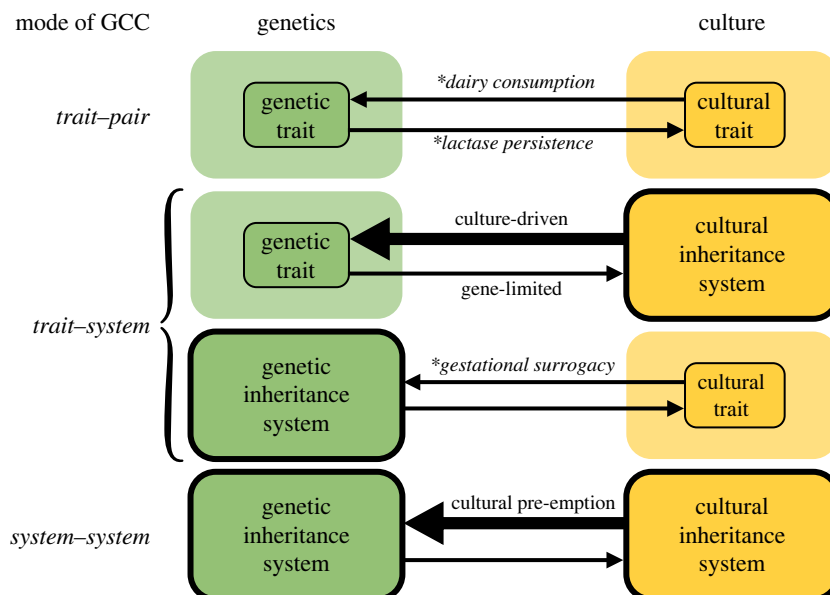 mode of GCC genetics culture
trait–pair
genetic
trait
*dairy consumption
*lactase persistence
cultural
trait
trait–system
genetic
trait
culture-driven
gene-limited
cultural
inheritance
system
genetic
inheritance
system
*gestational surrogacy
cultural
trait
system–system
genetic
inheritance
system
cultural pre-emption
cultural
inheritance
system